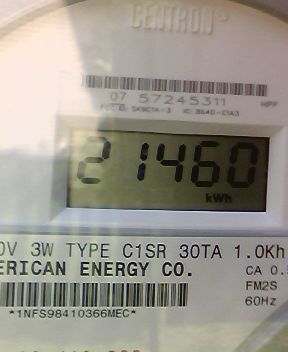 CENTRON
07 57245311 HPP
21460
kWh
0V 3W TYPE C1SR 30TA 1.0Kh
ERICAN ENERGY CO. CA 0.
FM2S
60Hz
*1NFS98410366MEC*